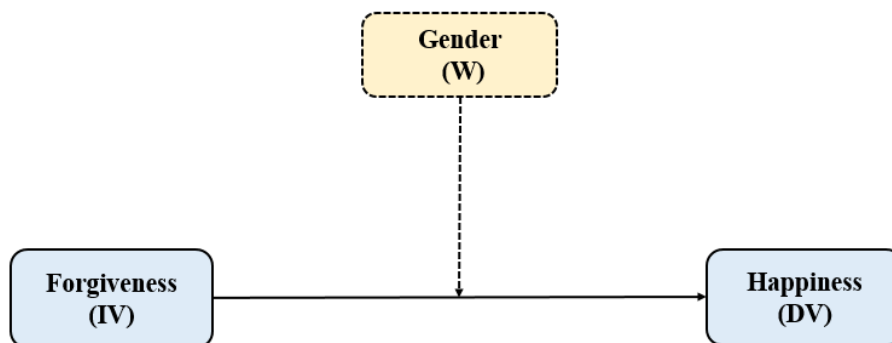 Gender
(W)
Forgiveness
(IV)
Happiness
(DV)